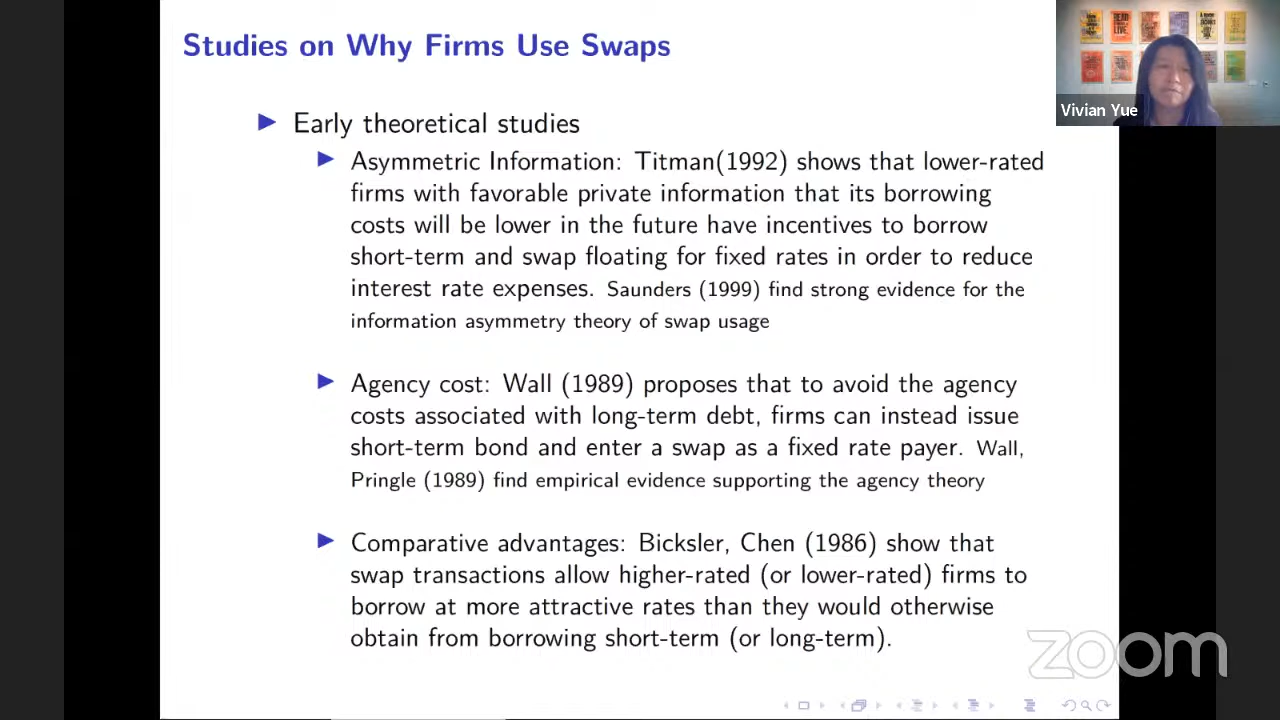 Studies on Why Firms Use Swaps
Early theoretical studies
Asymmetric Information: Titman(1992) shows that lower-rated
firms with favorable private information that its borrowing
costs will be lower in the future have incentives to borrow
short-term and swap floating for fixed rates in order to reduce
interest rate expenses. Saunders (1999) find strong evidence for the
information asymmetry theory of swap usage
Agency cost: Wall (1989) proposes that to avoid the agency
costs associated with long-term debt, firms can instead issue
short-term bond and enter a swap as a fixed rate payer. Wall,
Pringle (1989) find empirical evidence supporting the agency theory
Comparative advantages: Bicksler, Chen (1986) show that
swap transactions allow higher-rated (or lower-rated) firms to
borrow at more attractive rates than they would otherwise
obtain from borrowing short-term (or long-term).
Vivian Yue
zoom